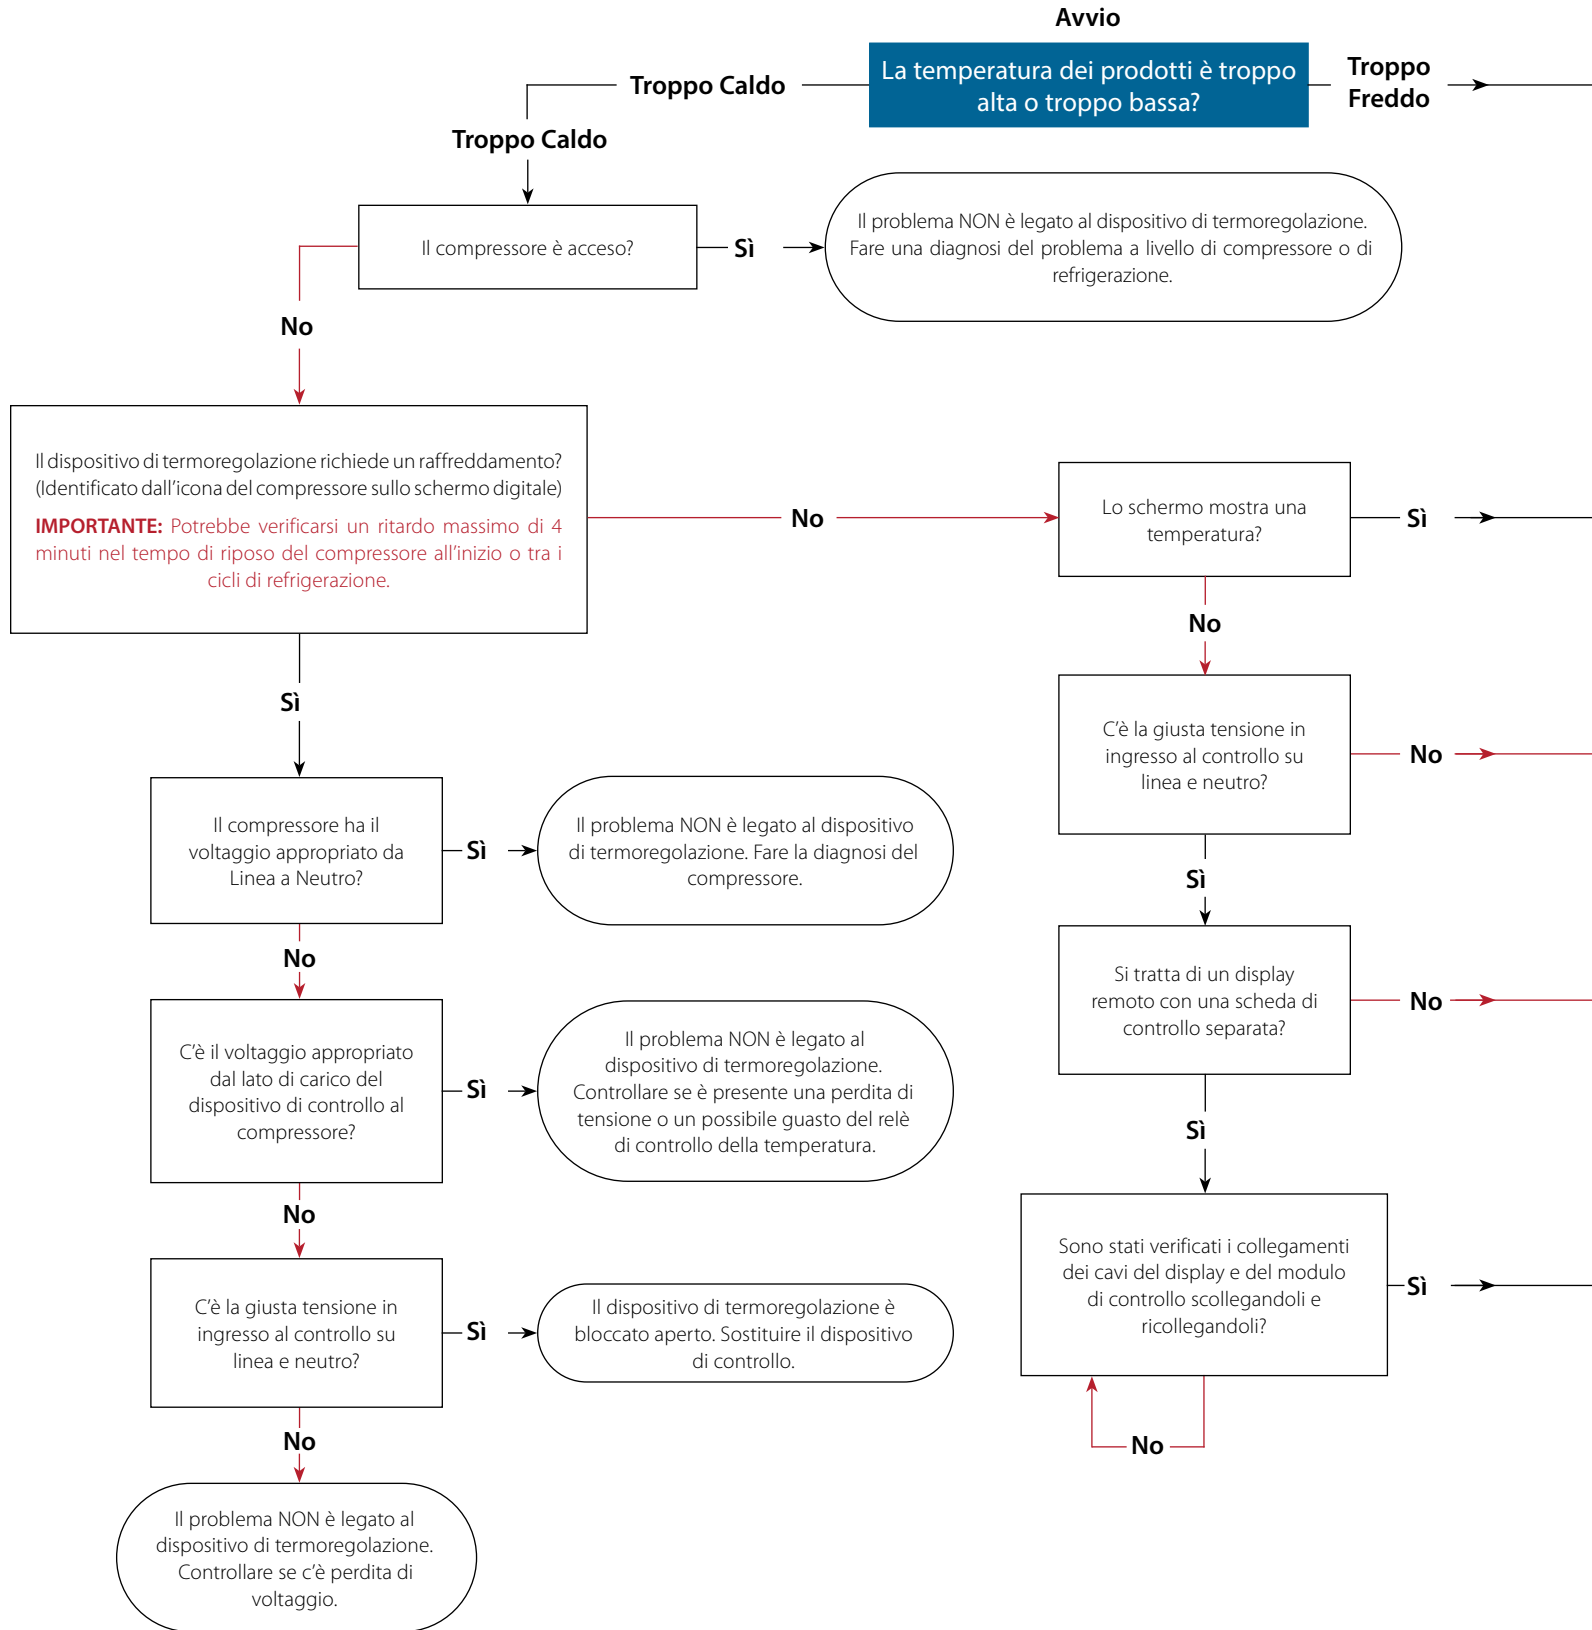 Avvio
La temperatura dei prodotti è troppo
alta o troppo bassa?
Troppo Caldo
Troppo
Freddo
Troppo Caldo
Il compressore è acceso?
Sì
Il problema NON è legato al dispositivo di termoregolazione.
Fare una diagnosi del problema a livello di compressore o di
refrigerazione.
No
Il dispositivo di termoregolazione richiede un raffreddamento?
(Identificato dall'icona del compressore sullo schermo digitale)
IMPORTANTE: Potrebbe verificarsi un ritardo massimo di 4
minuti nel tempo di riposo del compressore all'inizio o tra i
cicli di refrigerazione.
No
Lo schermo mostra una
temperatura?
Sì
No
Sì
C'è la giusta tensione in
ingresso al controllo su
linea e neutro?
No
Il compressore ha il
voltaggio appropriato da
Linea a Neutro?
Sì
Il problema NON è legato al dispositivo
di termoregolazione. Fare la diagnosi del
compressore.
Sì
No
Si tratta di un display
remoto con una scheda di
controllo separata?
No
C'è il voltaggio appropriato
dal lato di carico del
dispositivo di controllo al
compressore?
Sì
Il problema NON è legato al
dispositivo di termoregolazione.
Controllare se è presente una perdita di
tensione o un possibile guasto del relè
di controllo della temperatura.
Sì
No
Sono stati verificati i collegamenti
dei cavi del display e del modulo
di controllo scollegandoli e
ricollegandoli?
Sì
C'è la giusta tensione in
ingresso al controllo su
linea e neutro?
Sì
Il dispositivo di termoregolazione è
bloccato aperto. Sostituire il dispositivo
di controllo.
No
No
Il problema NON è legato al
dispositivo di termoregolazione.
Controllare se c'è perdita di
voltaggio.